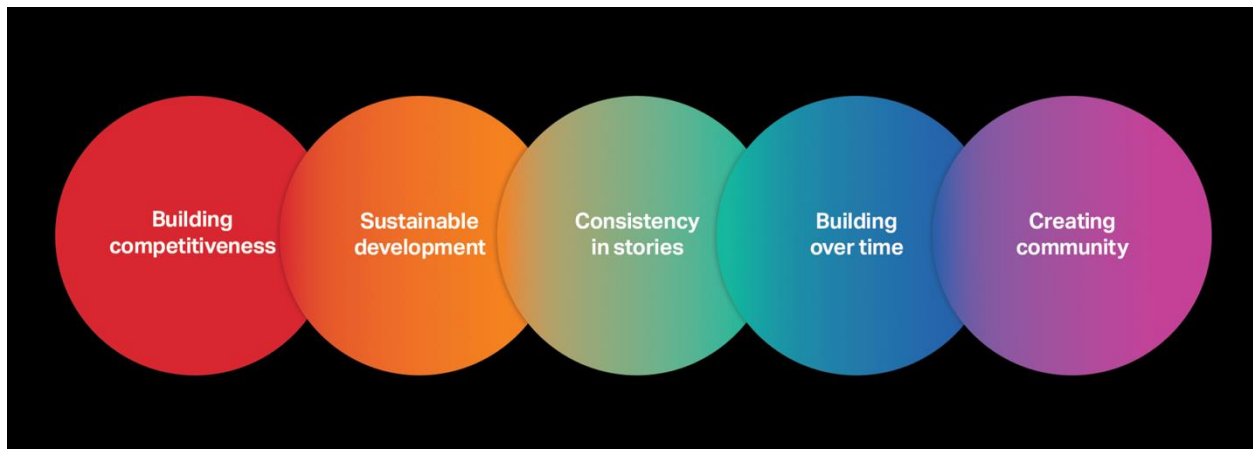 Building
competitiveness
Sustainable
development
Consistency
in stories
Building
over time
Creating
community